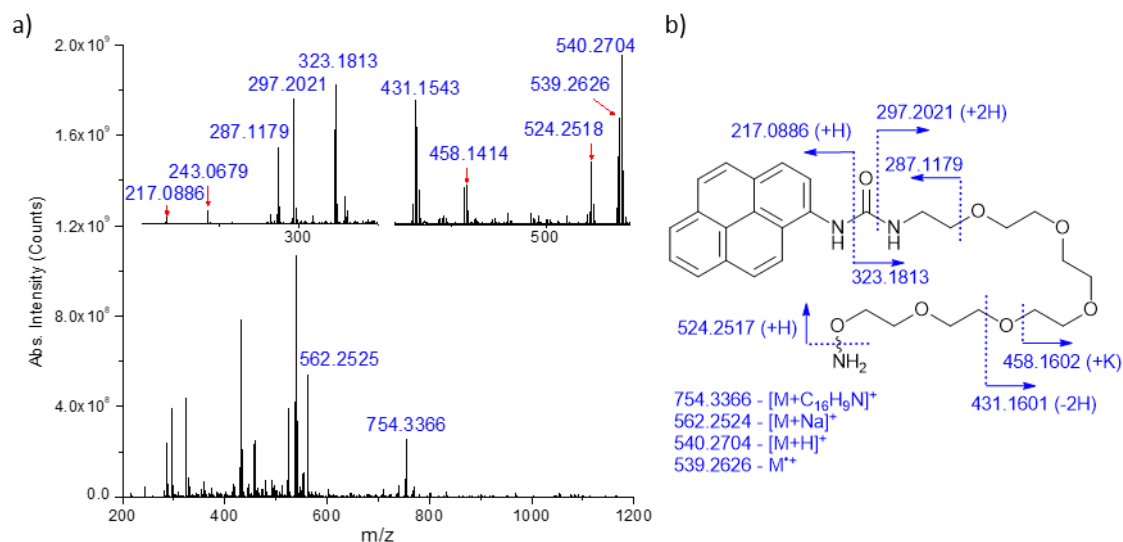 a)
b)
2.0x10⁹
1.6x10⁹
1.2x10⁹
8.0x10⁸
4.0x10⁸
0.0
Abs. Intensity (Counts)
200
400
600
800
1000
1200
m/z
300
500
217.0886
243.0679
287.1179
297.2021
323.1813
431.1543
458.1414
524.2518
539.2626
540.2704
562.2525
754.3366
297.2021 (+2H)
217.0886 (+H)
287.1179
O
N
H
N
H
O
O
O
O
O
O
O
NH₂
323.1813
524.2517 (+H)
458.1602 (+K)
431.1601 (-2H)
754.3366 - [M+C₁₆H₉N]⁺
562.2524 - [M+Na]⁺
540.2704 - [M+H]⁺
539.2626 - M•⁺